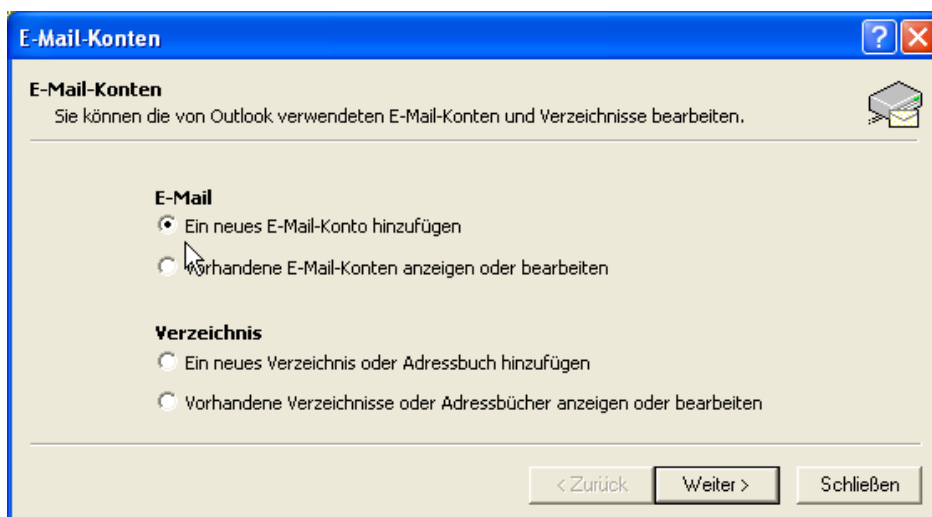 E-Mail-Konten
E-Mail-Konten
Sie können die von Outlook verwendeten E-Mail-Konten und Verzeichnisse bearbeiten.
E-Mail
Ein neues E-Mail-Konto hinzufügen
Vorhandene E-Mail-Konten anzeigen oder bearbeiten
Verzeichnis
Ein neues Verzeichnis oder Adressbuch hinzufügen
Vorhandene Verzeichnisse oder Adressbücher anzeigen oder bearbeiten
< Zurück Weiter > Schließen